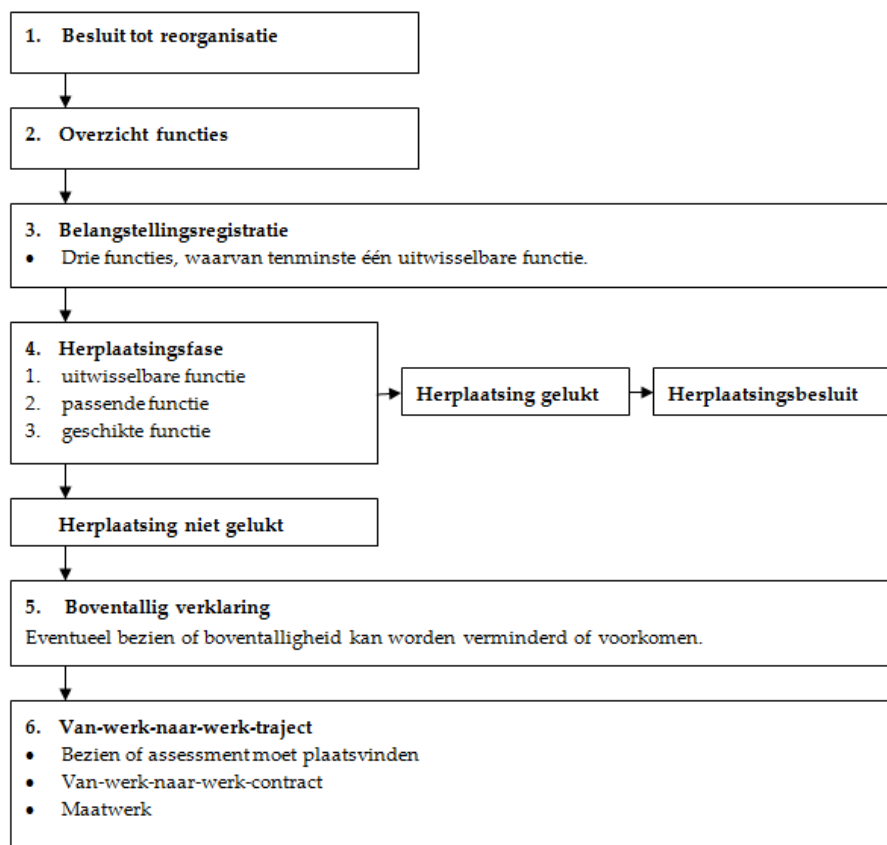 1. Besluit tot reorganisatie
2. Overzicht functies
3. Belangstellingsregistratie
• Drie functies, waarvan tenminste één uitwisselbare functie.
4. Herplaatsingsfase
1. uitwisselbare functie
2. passende functie
3. geschikte functie
Herplaatsing gelukt
Herplaatsingsbesluit
Herplaatsing niet gelukt
5. Boventallig verklaring
Eventueel bezien of boventalligheid kan worden verminderd of voorkomen.
6. Van-werk-naar-werk-traject
• Bezien of assessment moet plaatsvinden
• Van-werk-naar-werk-contract
• Maatwerk